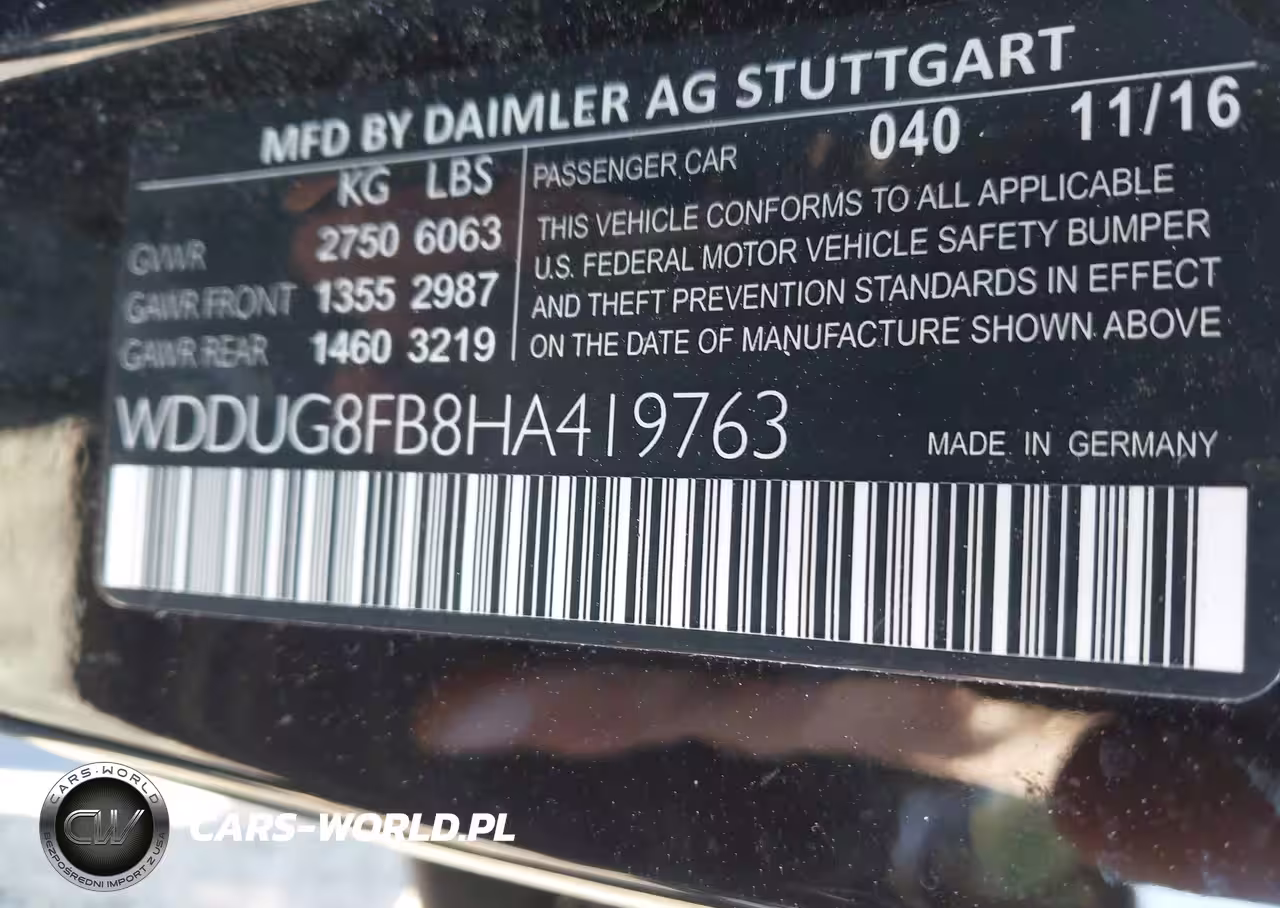 MFD BY DAIMLER AG STUTTGART
040 11/16
KG LBS
GVWR 2750 6063
GAWR FRONT 1355 2987
GAWR REAR 1460 3219
PASSENGER CAR
THIS VEHICLE CONFORMS TO ALL APPLICABLE
U.S. FEDERAL MOTOR VEHICLE SAFETY BUMPER
AND THEFT PREVENTION STANDARDS IN EFFECT
ON THE DATE OF MANUFACTURE SHOWN ABOVE
WDDUG8FB8HA419763
MADE IN GERMANY
CARS-WORLD
CW
BEZPOŚREDNI IMPORT Z USA
CARS-WORLD.PL